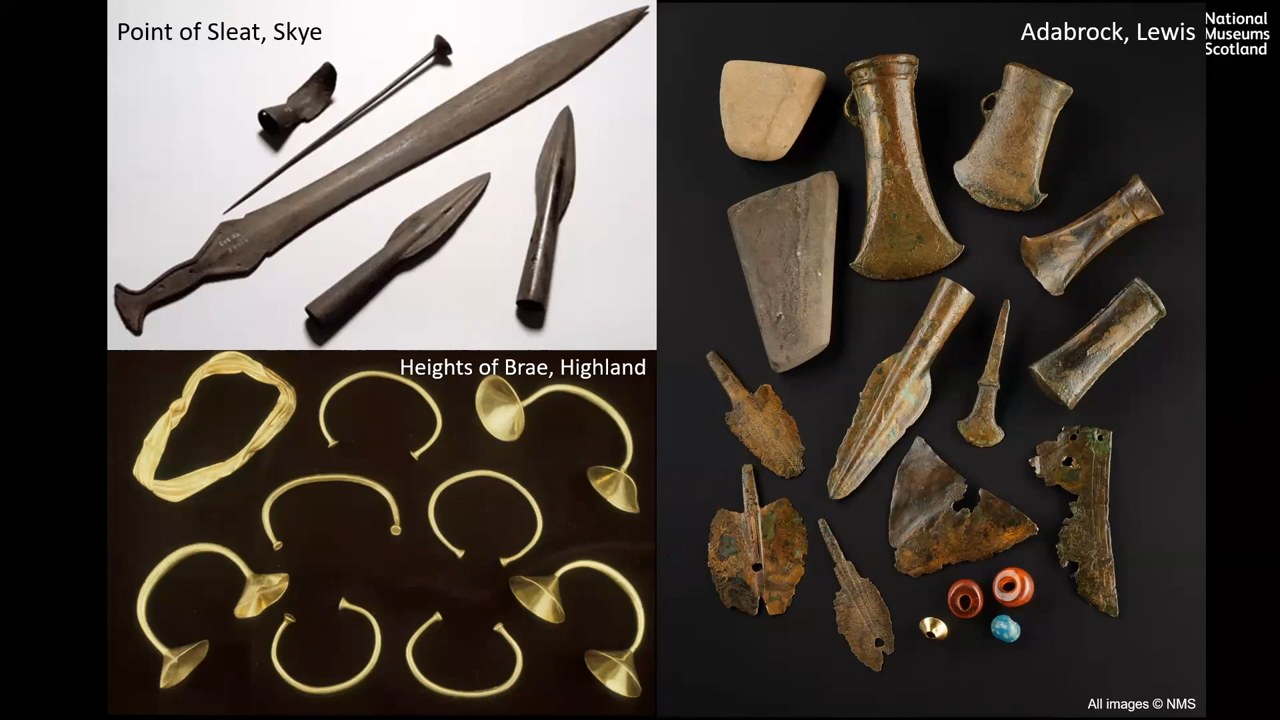 Point of Sleat, Skye
Adabrock, Lewis
National
Museums
Scotland
Heights of Brae, Highland
All images © NMS